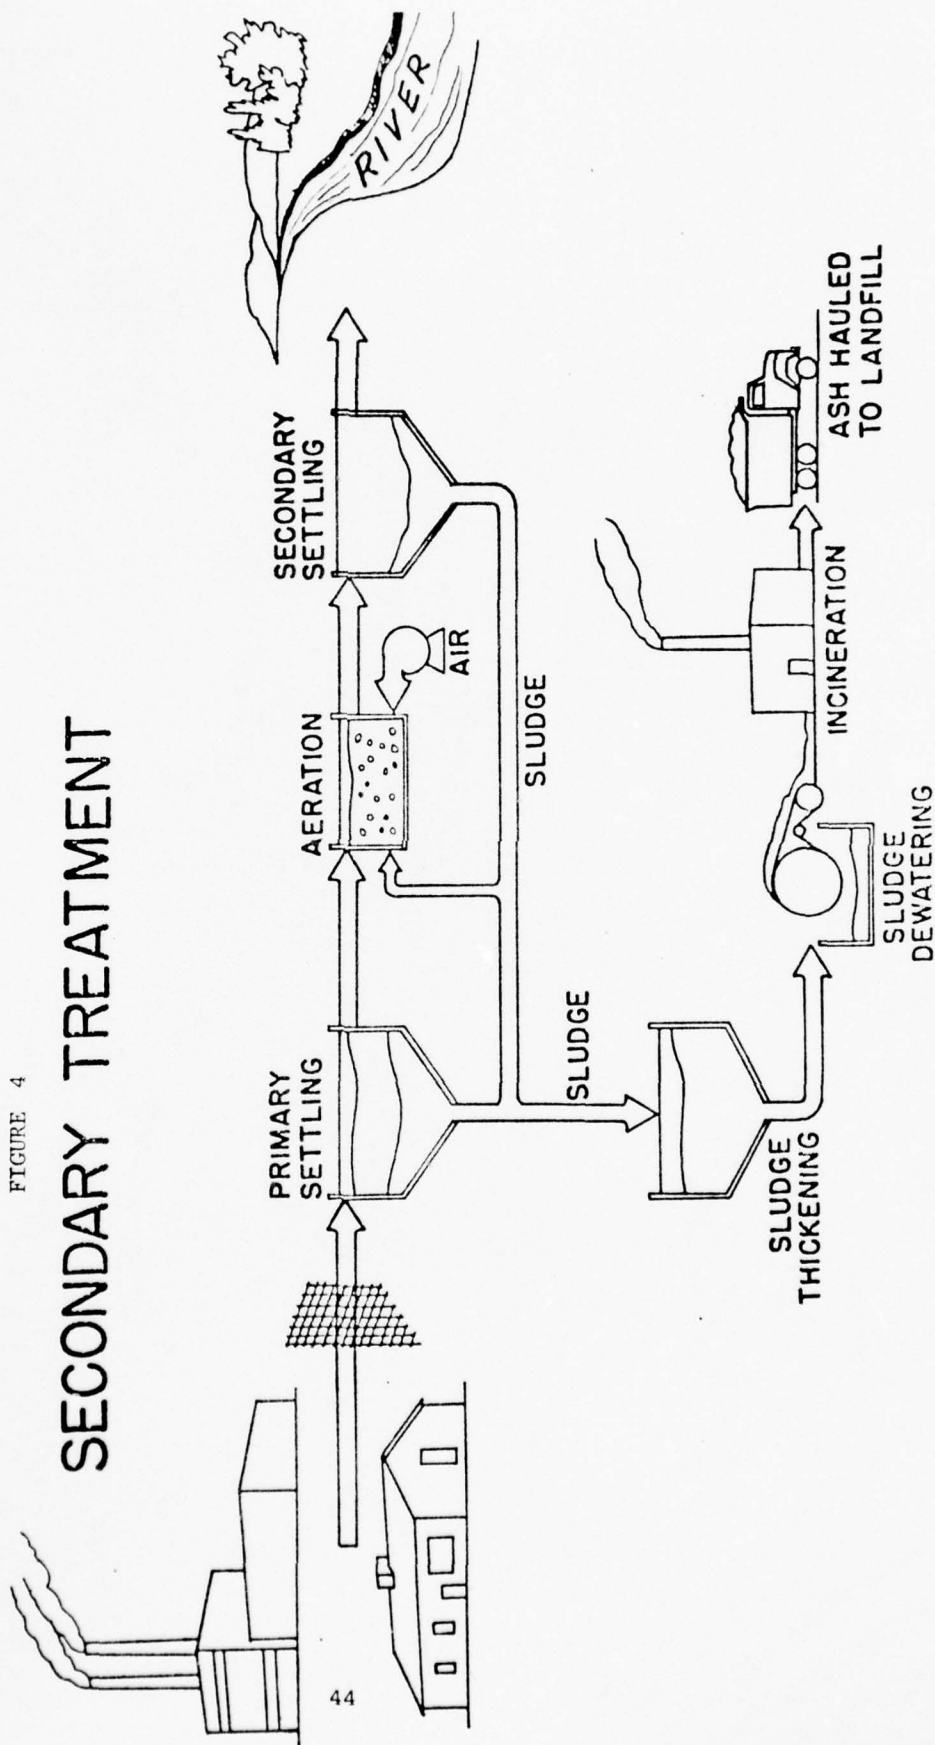 FIGURE 4
SECONDARY TREATMENT
PRIMARY
SETTLING
AERATION
AIR
SECONDARY
SETTLING
RIVER
SLUDGE
SLUDGE
SLUDGE
THICKENING
SLUDGE
DEWATERING
INCINERATION
ASH HAULED
TO LANDFILL
44